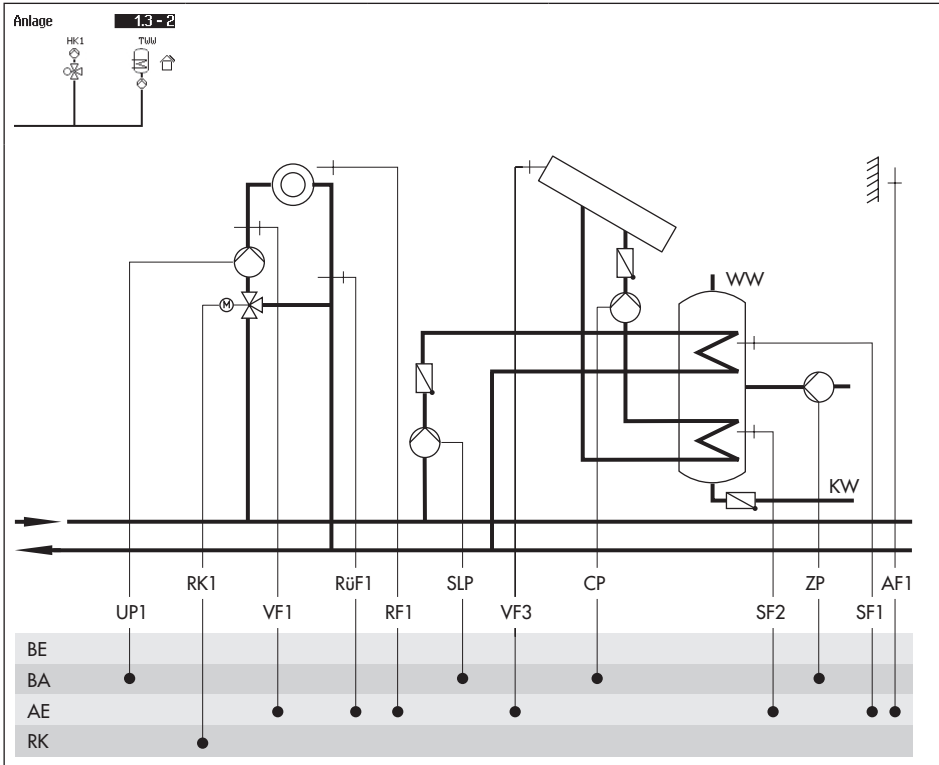 Anlage 1.3 - 2
HK1 TWW
M
WW
KW
RK1 RüF1 SLP CP ZP AF1
UP1 VF1 RF1 VF3 SF2 SF1
BE
BA
AE
RK